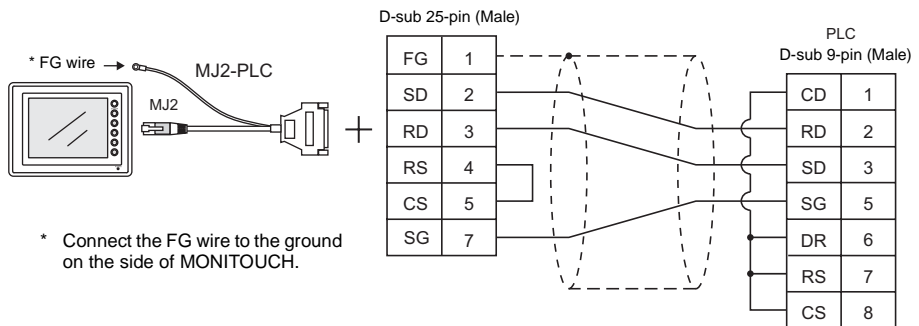 * FG wire
MJ2-PLC
MJ2
+
* Connect the FG wire to the ground
on the side of MONITOUCH.
D-sub 25-pin (Male)
FG 1
SD 2
RD 3
RS 4
CS 5
SG 7
PLC
D-sub 9-pin (Male)
CD 1
RD 2
SD 3
SG 5
DR 6
RS 7
CS 8